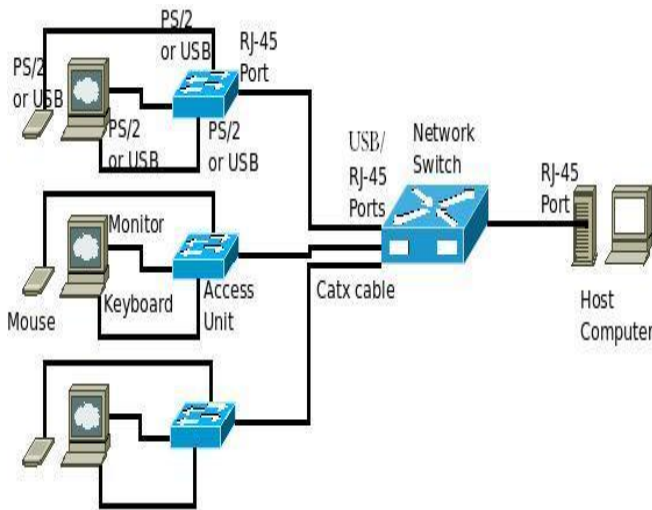 PS/2
or USB
RJ-45
Port
PS/2
or USB
PS/2
or USB
PS/2
or USB
USB/
RJ-45
Ports
Network
Switch
RJ-45
Port
Monitor
Keyboard
Mouse
Access
Unit
Catx cable
Host
Computer